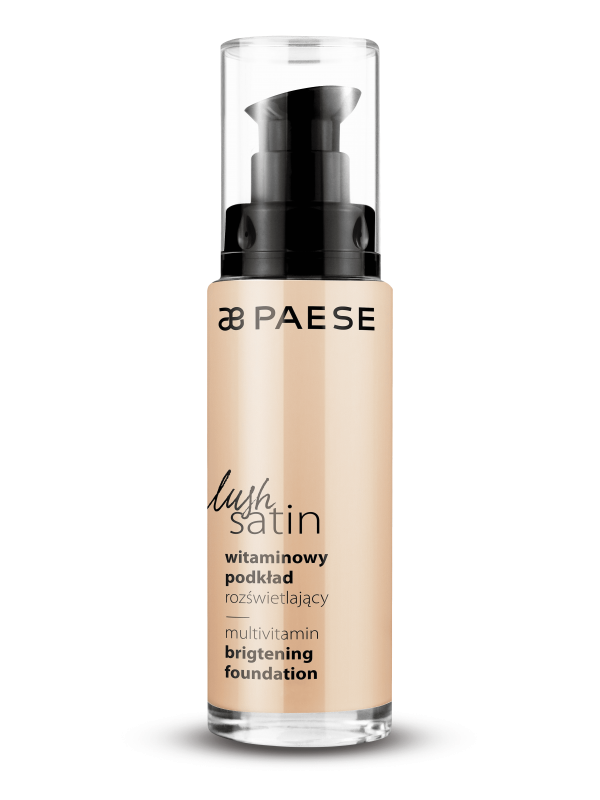 PAESE
lush
satin
witaminowy
podkład
rozświetlający
multivitamin
brigtening
foundation